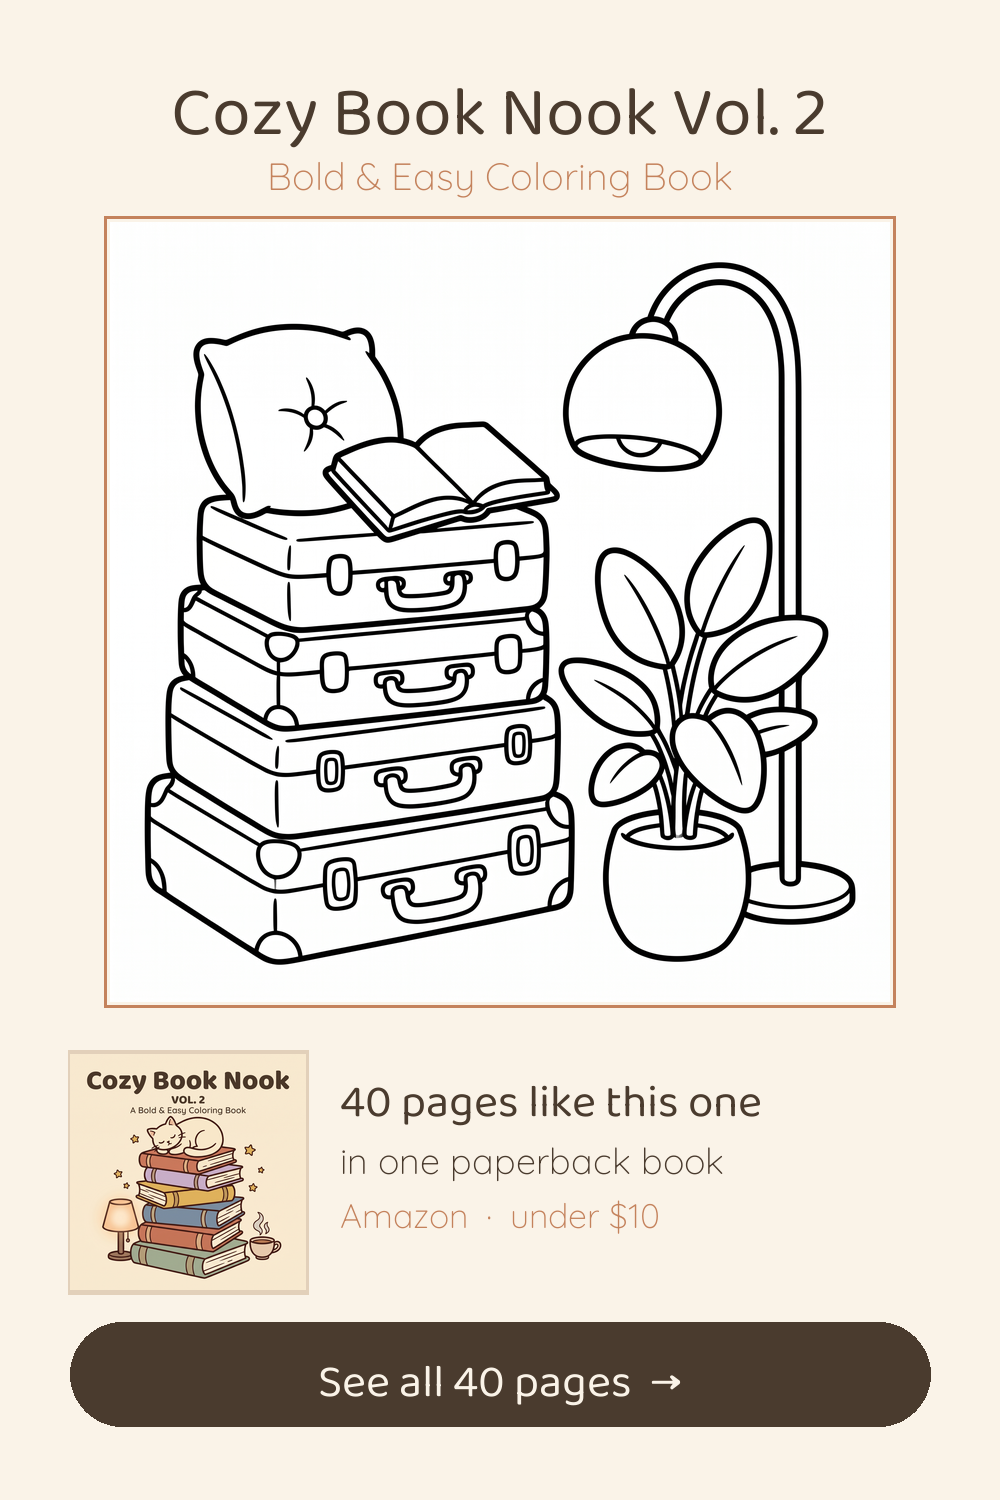 Cozy Book Nook Vol. 2
Bold & Easy Coloring Book
Cozy Book Nook
VOL. 2
A Bold & Easy Coloring Book
40 pages like this one
in one paperback book
Amazon · under $10
See all 40 pages →